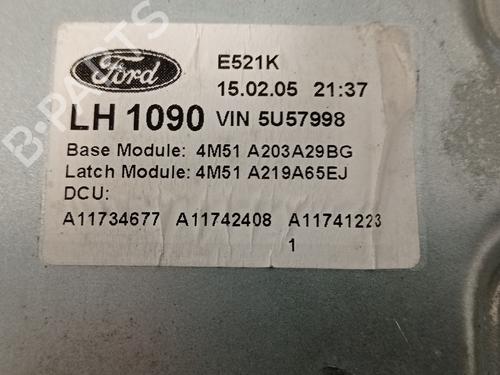 Ford
E521K
15.02.05 21:37
LH 1090 VIN 5U57998
Base Module: 4M51 A203A29BG
Latch Module: 4M51 A219A65EJ
DCU:
A11734677 A11742408 A11741223
1
B-PARTS